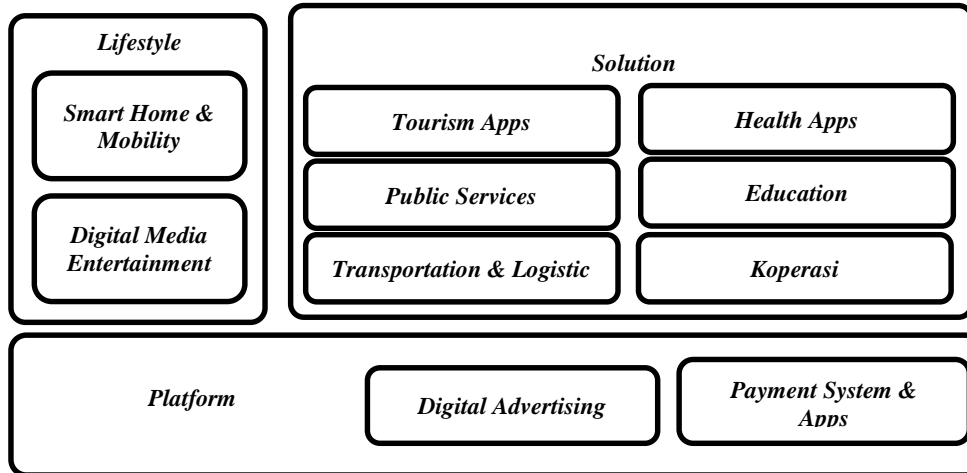 Lifestyle
Smart Home &
Mobility
Digital Media
Entertainment
Solution
Tourism Apps
Health Apps
Public Services
Education
Transportation & Logistic
Koperasi
Platform
Digital Advertising
Payment System &
Apps